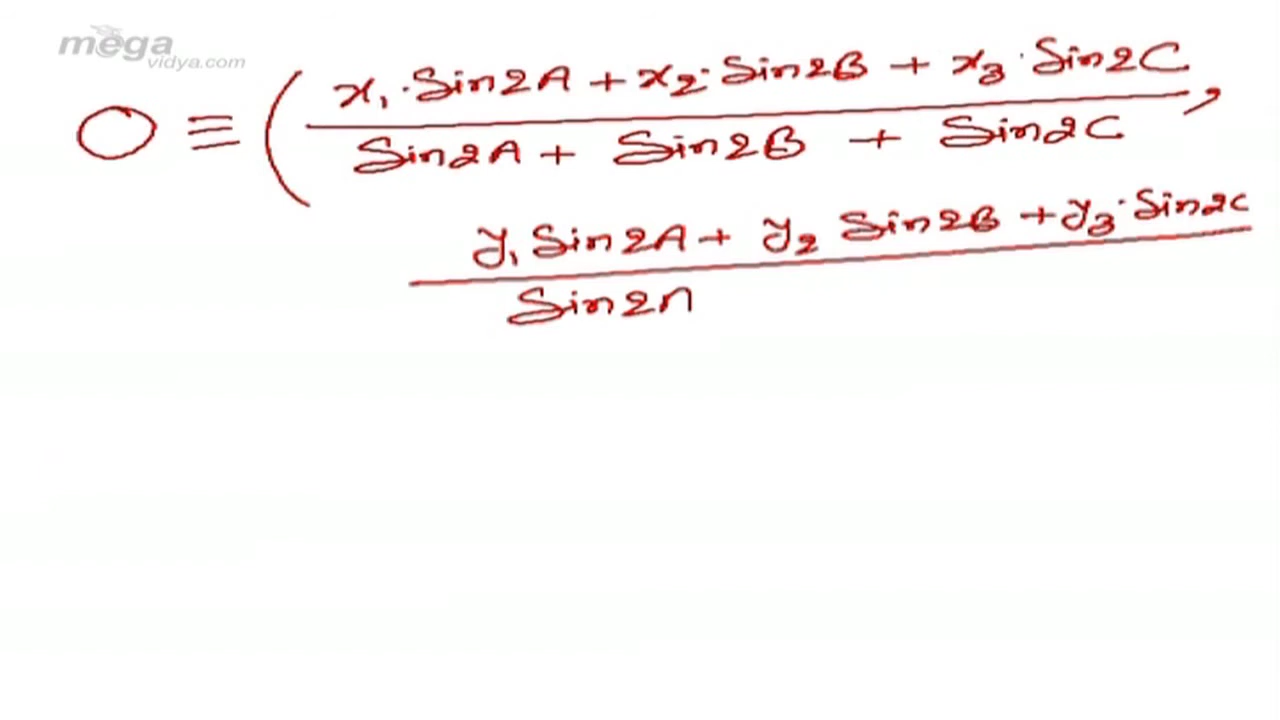 mega
vidya.com
O ≡ ( x₁·Sin2A + x₂·Sin2B + x₃·Sin2C ,
Sin2A + Sin2B + Sin2C
y₁ Sin2A + y₂ Sin2B + y₃·Sin2C
Sin2A